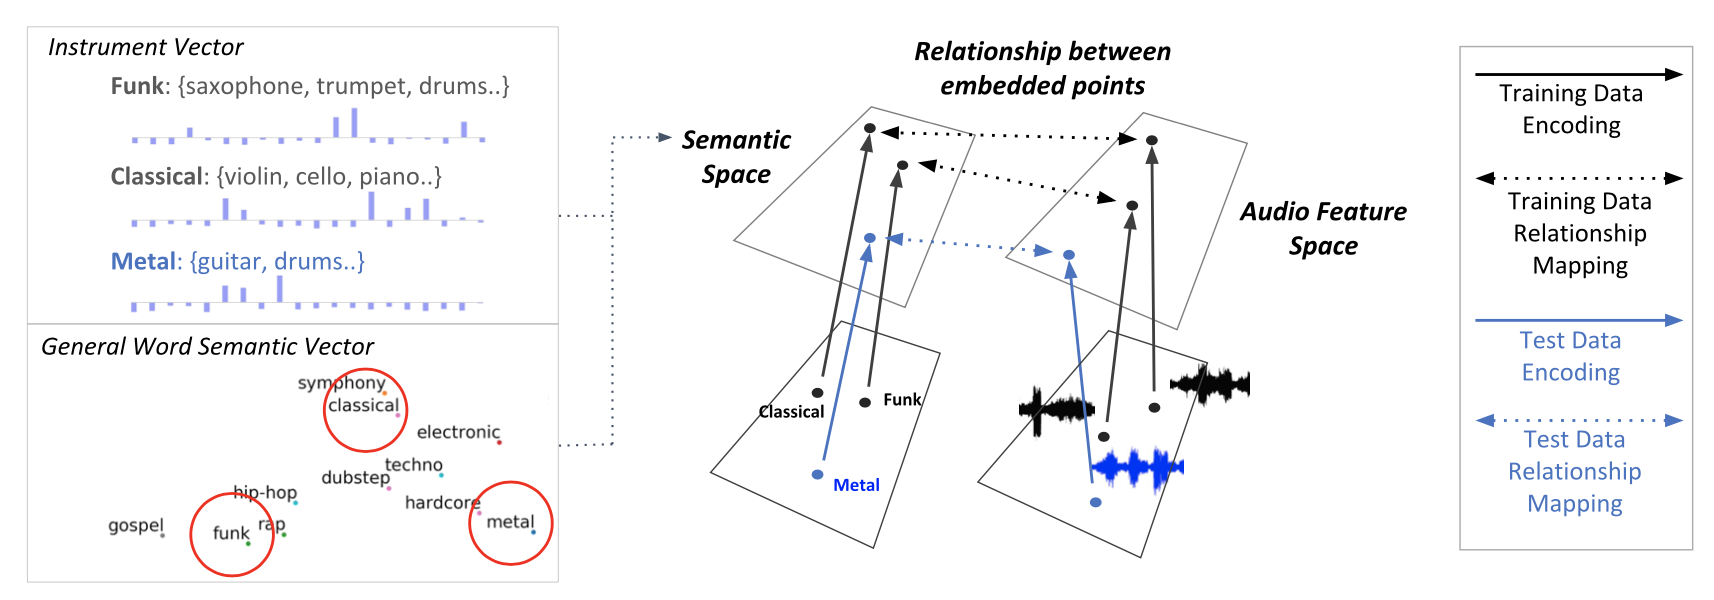 Instrument Vector
Funk: {saxophone, trumpet, drums..}
Classical: {violin, cello, piano..}
Metal: {guitar, drums..}
General Word Semantic Vector
symphony
classical
electronic
techno
dubstep
hip-hop
hardcore
gospel
funk
rap
metal
Semantic
Space
Relationship between
embedded points
Audio Feature
Space
Classical
Funk
Metal
Training Data
Encoding
Training Data
Relationship
Mapping
Test Data
Encoding
Test Data
Relationship
Mapping